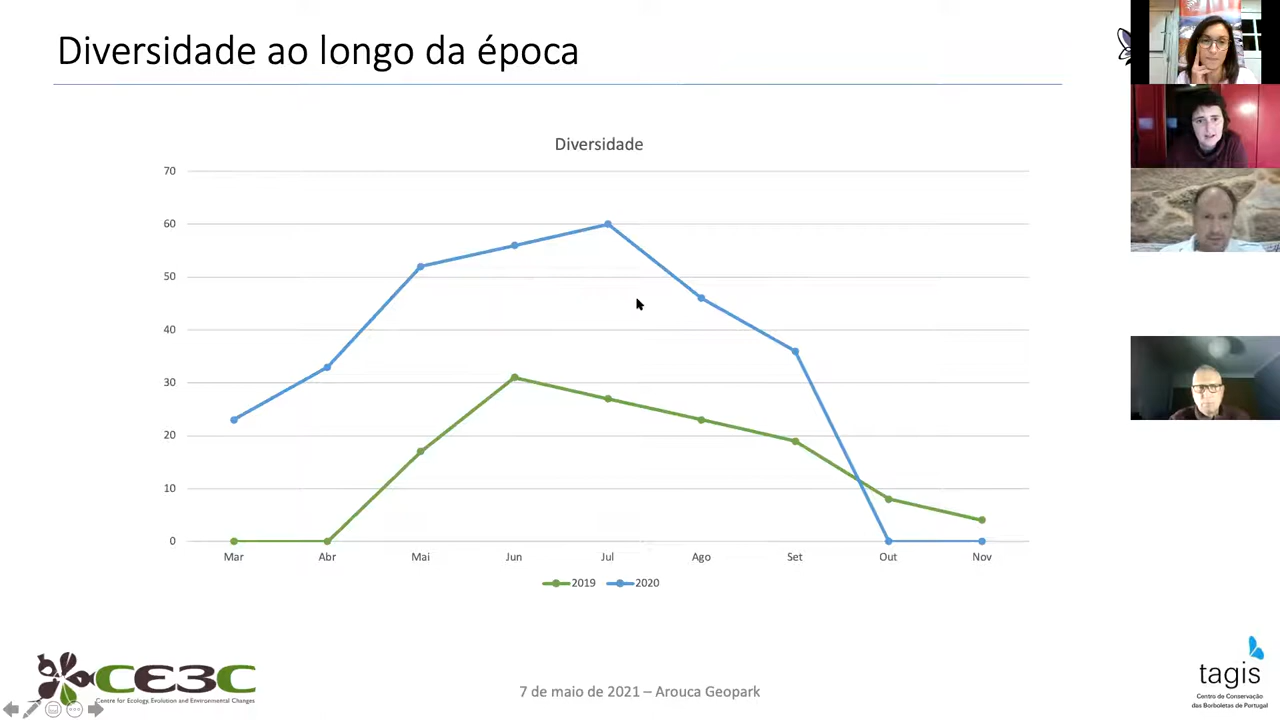 Diversidade ao longo da época
Diversidade
70
60
50
40
30
20
10
0
Mar Abr Mai Jun Jul Ago Set Out Nov
2019 2020
CE3C
Centre for Ecology, Evolution and Environmental Changes
7 de maio de 2021 – Arouca Geopark
tagis
Centro de Conservação
das Borboletas de Portugal